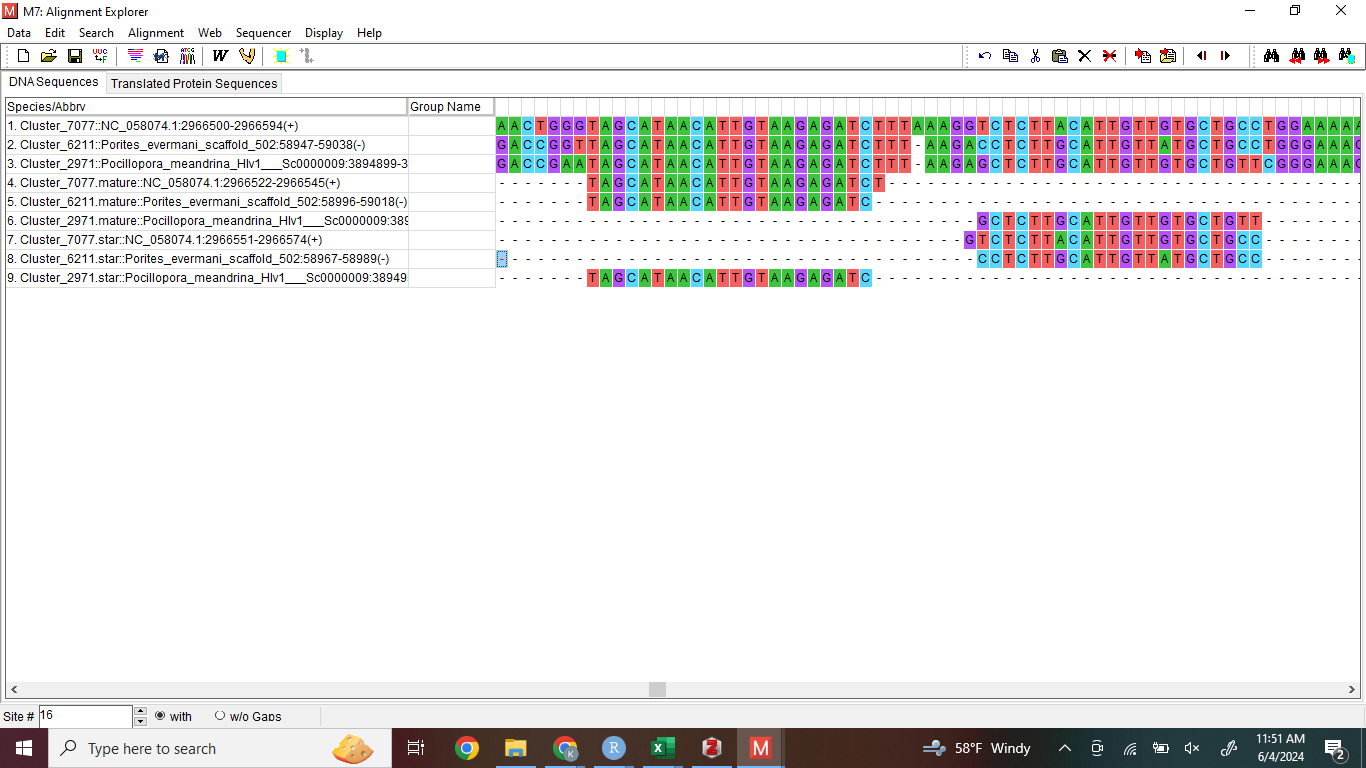 M7: Alignment Explorer
Data Edit Search Alignment Web Sequencer Display Help
DNA Sequences Translated Protein Sequences
Species/Abbrv Group Name
1. Cluster_7077::NC_058074.1:2966500-2966594(+) AACTGGGTAGCATAACATTGTAAGAGATCTTTAAAGGTCTCTTACATTGTTGTGCTGCCTGGAAAAA
2. Cluster_6211::Porites_evermani_scaffold_502:58947-59038(-) GACCGGTTAGCATAACATTGTAAGAGATCTTT-AAGACCTCTTGCATTGTTATGCTGCCTGGGAAAG
3. Cluster_2971::Pocillopora_meandrina_HIv1___Sc0000009:3894899-3 GACCGAATAGCATAACATTGTAAGAGATCTTT-AAGAGCTCTTGCATTGTTGTGCTGTTCGGGAAAG
4. Cluster_7077.mature::NC_058074.1:2966522-2966545(+) -------TAGCATAACATTGTAAGAGATCT------------------------------------
5. Cluster_6211.mature::Porites_evermani_scaffold_502:58996-59018(-) -------TAGCATAACATTGTAAGAGATC-------------------------------------
6. Cluster_2971.mature::Pocillopora_meandrina_HIv1___Sc0000009:389 -------------------------------------GCTCTTGCATTGTTGTGCTGTT-------
7. Cluster_7077.star::NC_058074.1:2966551-2966574(+) ------------------------------------GTCTCTTACATTGTTGTGCTGCC-------
8. Cluster_6211.star::Porites_evermani_scaffold_502:58967-58989(-) -------------------------------------CCTCTTGCATTGTTATGCTGCC-------
9. Cluster_2971.star::Pocillopora_meandrina_HIv1___Sc0000009:38949 -------TAGCATAACATTGTAAGAGATC-------------------------------------
Site # 16 with w/o Gaps
Type here to search
58°F Windy
11:51 AM
6/4/2024
2